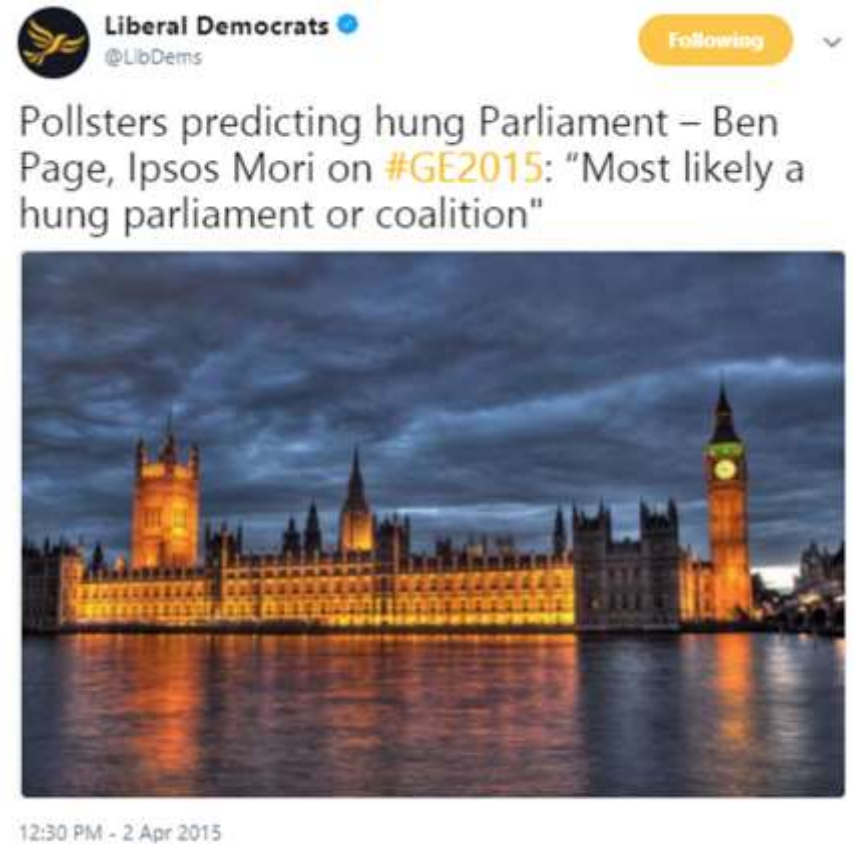 Liberal Democrats
@LibDems
Following
Pollsters predicting hung Parliament – Ben
Page, Ipsos Mori on #GE2015: “Most likely a
hung parliament or coalition"
12:30 PM - 2 Apr 2015